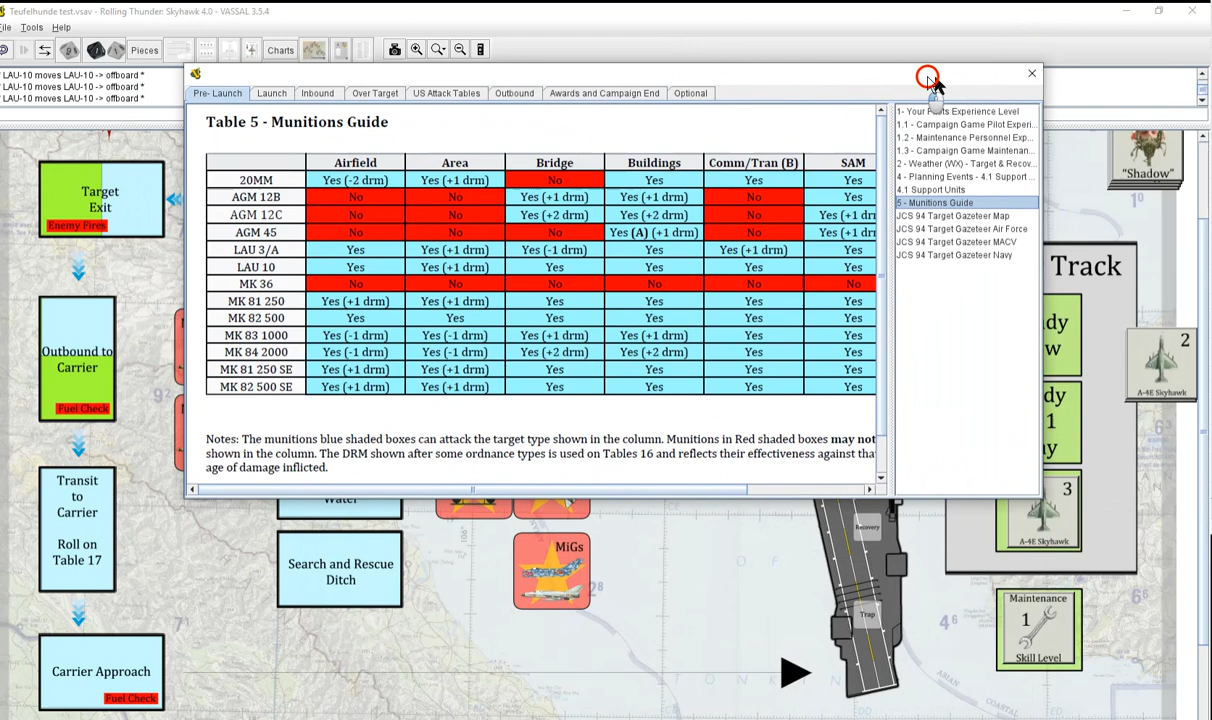 Teufelhunde test.vsav - Rolling Thunder: Skyhawk 4.0 - VASSAL 3.5.4
File Tools Help
Pieces Charts
* LAU-10 moves LAU-10 -> offboard *
* LAU-10 moves LAU-10 -> offboard *
* LAU-10 moves LAU-10 -> offboard *
Pre- Launch Launch Inbound Over Target US Attack Tables Outbound Awards and Campaign End Optional
Table 5 - Munitions Guide
Airfield Area Bridge Buildings Comm/Tran (B) SAM
20MM Yes (-2 drm) Yes (+1 drm) No Yes Yes Yes
AGM 12B No No Yes (+1 drm) Yes (+1 drm) No Yes
AGM 12C No No Yes (+2 drm) Yes (+2 drm) No Yes (+1 drm
AGM 45 No No No Yes (A) (+1 drm) No Yes (+1 drm
LAU 3/A Yes Yes (+1 drm) Yes (-1 drm) Yes Yes (+1 drm) Yes
LAU 10 Yes Yes (+1 drm) Yes Yes Yes Yes
MK 36 No No No No No No
MK 81 250 Yes (+1 drm) Yes (+1 drm) Yes Yes Yes Yes
MK 82 500 Yes Yes Yes Yes Yes Yes
MK 83 1000 Yes (-1 drm) Yes (-1 drm) Yes (+1 drm) Yes (+1 drm) Yes Yes
MK 84 2000 Yes (-1 drm) Yes (-1 drm) Yes (+2 drm) Yes (+2 drm) Yes Yes
MK 81 250 SE Yes (+1 drm) Yes (+1 drm) Yes Yes Yes Yes
MK 82 500 SE Yes (+1 drm) Yes (+1 drm) Yes Yes Yes Yes
Notes: The munitions blue shaded boxes can attack the target type shown in the column. Munitions in Red shaded boxes may not
shown in the column. The DRM shown after some ordnance types is used on Tables 16 and reflects their effectiveness against tha
age of damage inflicted.
1- Your Pilots Experience Level
1.1 - Campaign Game Pilot Experi...
1.2 - Maintenance Personnel Exp...
1.3 - Campaign Game Maintenan...
2 - Weather (WX) - Target & Recov...
4 - Planning Events - 4.1 Support ...
4.1 Support Units
5 - Munitions Guide
JCS 94 Target Gazeteer Map
JCS 94 Target Gazeteer Air Force
JCS 94 Target Gazeteer MACV
JCS 94 Target Gazeteer Navy
Target
Exit
Enemy Fires
Outbound to
Carrier
Fuel Check
Transit
to
Carrier
Roll on
Table 17
Carrier Approach
Fuel Check
Water
Search and Rescue
Ditch
MiGs
Recovery
Trap
"Shadow"
Track
dy
w
dy
1
ay
2
A-4E Skyhawk
3
A-4E Skyhawk
Maintenance
1
Skill Level